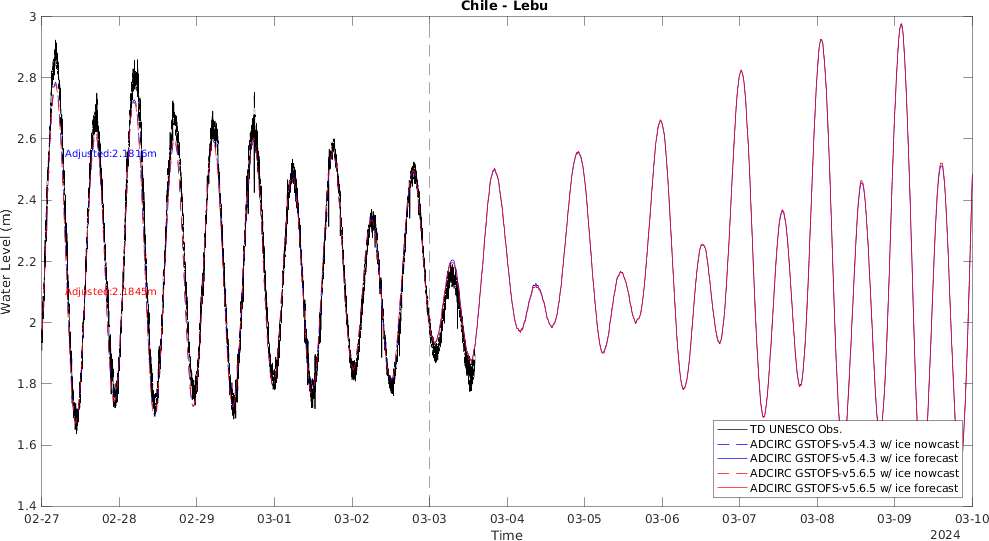 Chile - Lebu
Water Level (m)
3
2.8
2.6
2.4
2.2
2
1.8
1.6
1.4
Adjusted:2.1816m
Adjusted:2.1845m
TD UNESCO Obs.
ADCIRC GSTOFS-v5.4.3 w/ ice nowcast
ADCIRC GSTOFS-v5.4.3 w/ ice forecast
ADCIRC GSTOFS-v5.6.5 w/ ice nowcast
ADCIRC GSTOFS-v5.6.5 w/ ice forecast
02-27 02-28 02-29 03-01 03-02 03-03 03-04 03-05 03-06 03-07 03-08 03-09 03-10
Time
2024